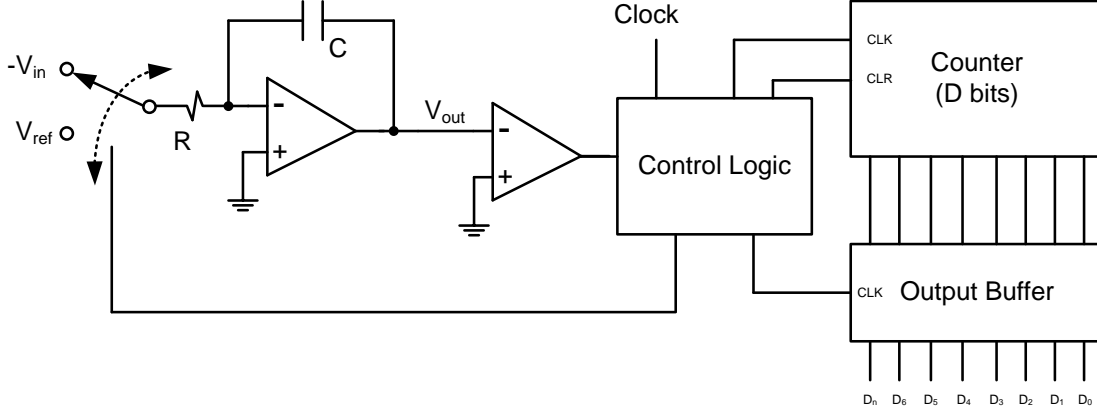 Clock
C
CLK
Counter
(D bits)
CLR
-Vin
-
Vref
R
+
Vout
-
+
Control Logic
CLK
Output Buffer
Dn D6 D5 D4 D3 D2 D1 D0